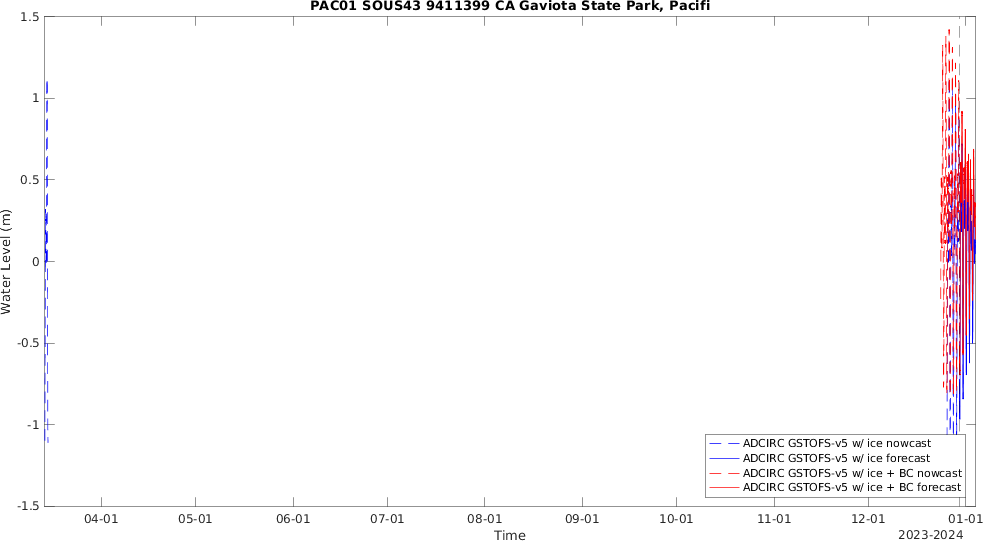 PAC01 SOUS43 9411399 CA Gaviota State Park, Pacifi
1.5
1
0.5
0
-0.5
-1
-1.5
Water Level (m)
04-01 05-01 06-01 07-01 08-01 09-01 10-01 11-01 12-01 01-01
Time
2023-2024
ADCIRC GSTOFS-v5 w/ ice nowcast
ADCIRC GSTOFS-v5 w/ ice forecast
ADCIRC GSTOFS-v5 w/ ice + BC nowcast
ADCIRC GSTOFS-v5 w/ ice + BC forecast